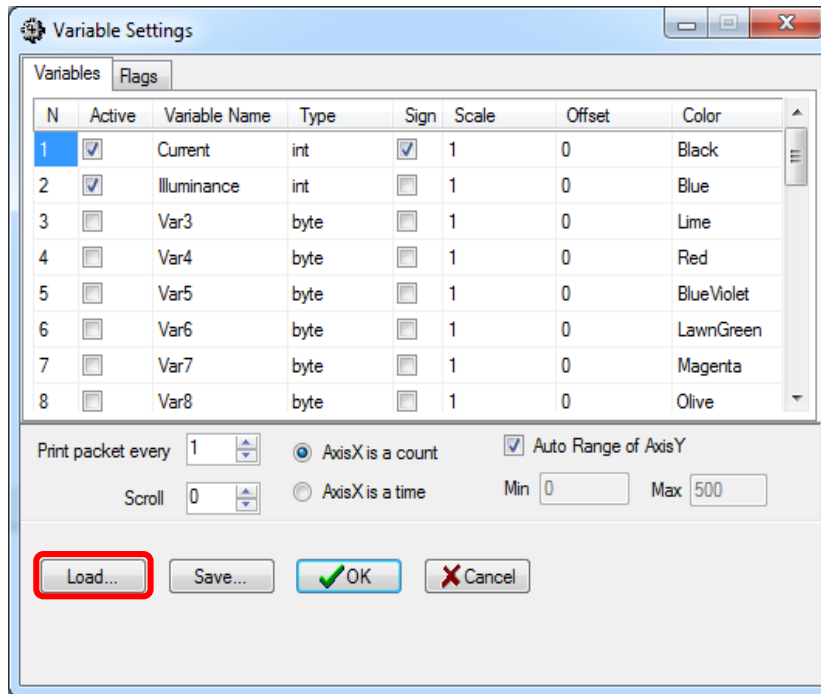 Variable Settings
Variables Flags
N Active Variable Name Type Sign Scale Offset Color
1 Current int 1 0 Black
2 Illuminance int 1 0 Blue
3 Var3 byte 1 0 Lime
4 Var4 byte 1 0 Red
5 Var5 byte 1 0 BlueViolet
6 Var6 byte 1 0 LawnGreen
7 Var7 byte 1 0 Magenta
8 Var8 byte 1 0 Olive
Print packet every 1 AxisX is a count Auto Range of AxisY
Scroll 0 AxisX is a time Min 0 Max 500
Load... Save... OK Cancel